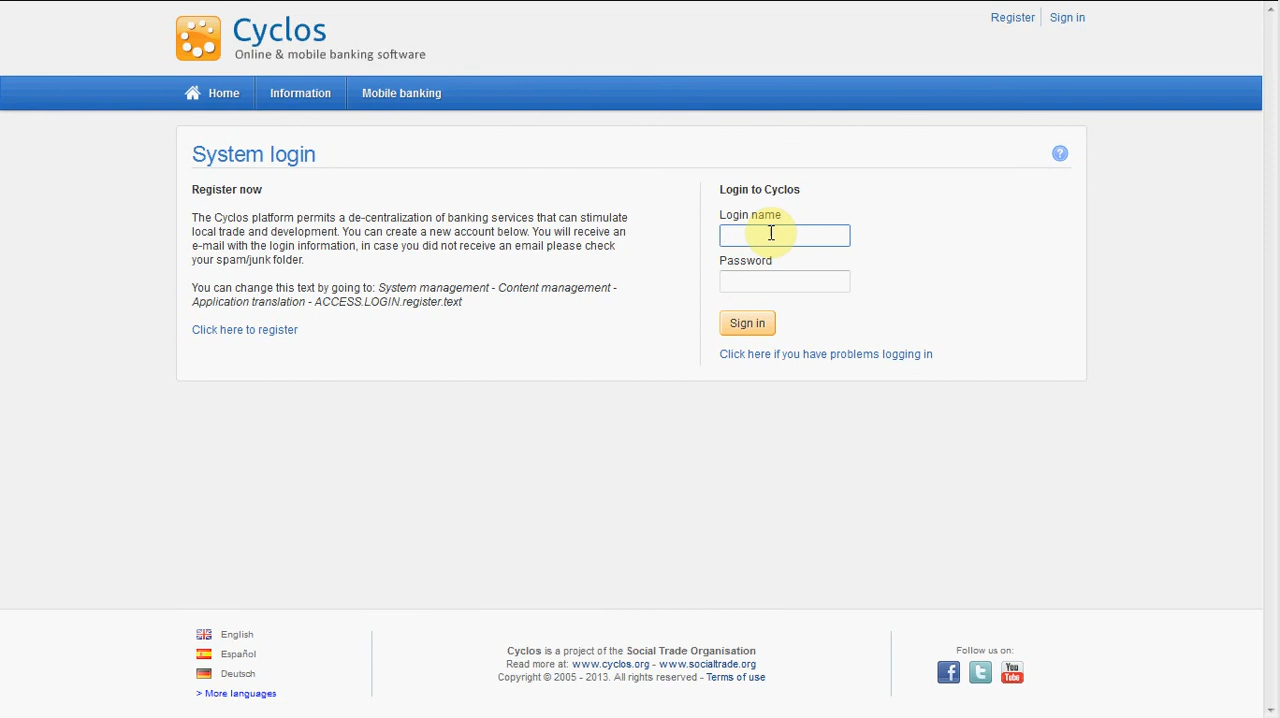 Cyclos
Online & mobile banking software
Register
Sign in
Home
Information
Mobile banking
System login
?
Register now
The Cyclos platform permits a de-centralization of banking services that can stimulate
local trade and development. You can create a new account below. You will receive an
e-mail with the login information, in case you did not receive an email please check
your spam/junk folder.
You can change this text by going to: System management - Content management -
Application translation - ACCESS.LOGIN.register.text
Click here to register
Login to Cyclos
Login name
Password
Sign in
Click here if you have problems logging in
English
Español
Deutsch
> More languages
Cyclos is a project of the Social Trade Organisation
Read more at: www.cyclos.org - www.socialtrade.org
Copyright © 2005 - 2013. All rights reserved - Terms of use
Follow us on:
f
t
You
Tube